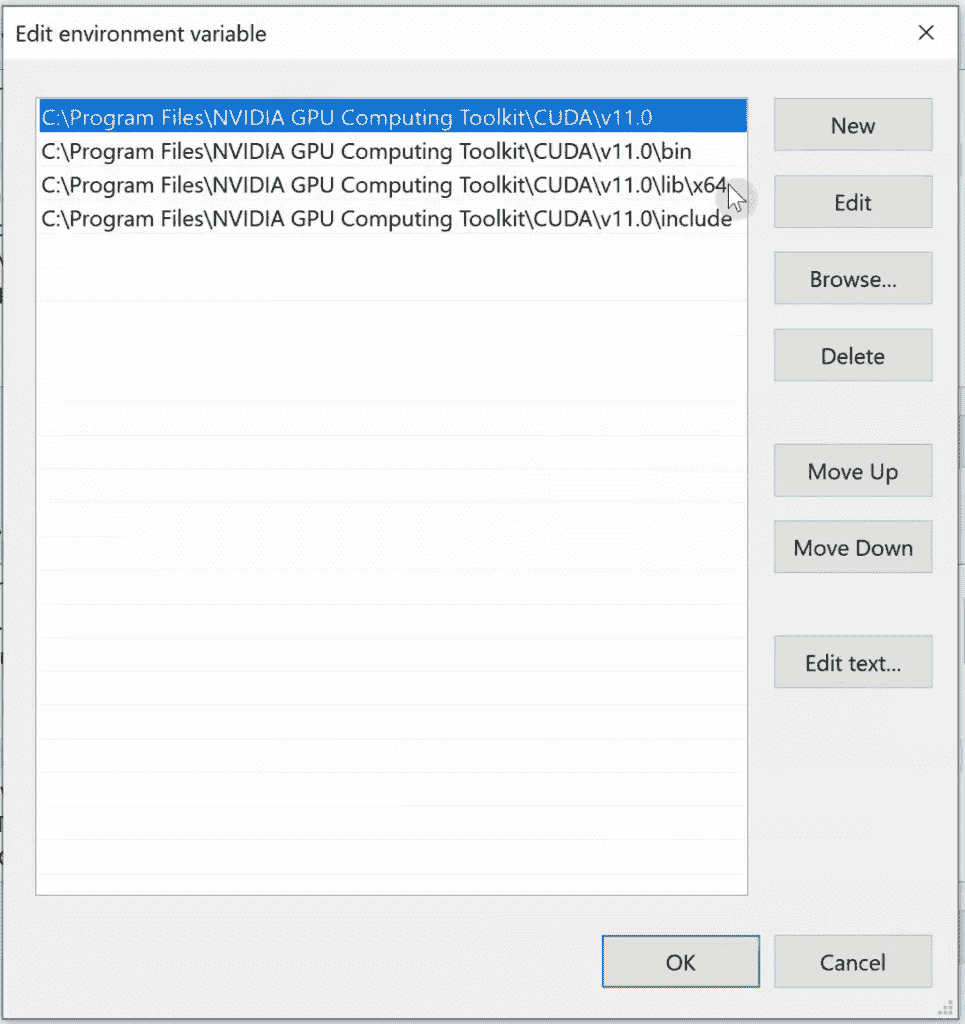 Edit environment variable
C:\Program Files\NVIDIA GPU Computing Toolkit\CUDA\v11.0
C:\Program Files\NVIDIA GPU Computing Toolkit\CUDA\v11.0\bin
C:\Program Files\NVIDIA GPU Computing Toolkit\CUDA\v11.0\lib\x64
C:\Program Files\NVIDIA GPU Computing Toolkit\CUDA\v11.0\include
New
Edit
Browse...
Delete
Move Up
Move Down
Edit text...
OK
Cancel